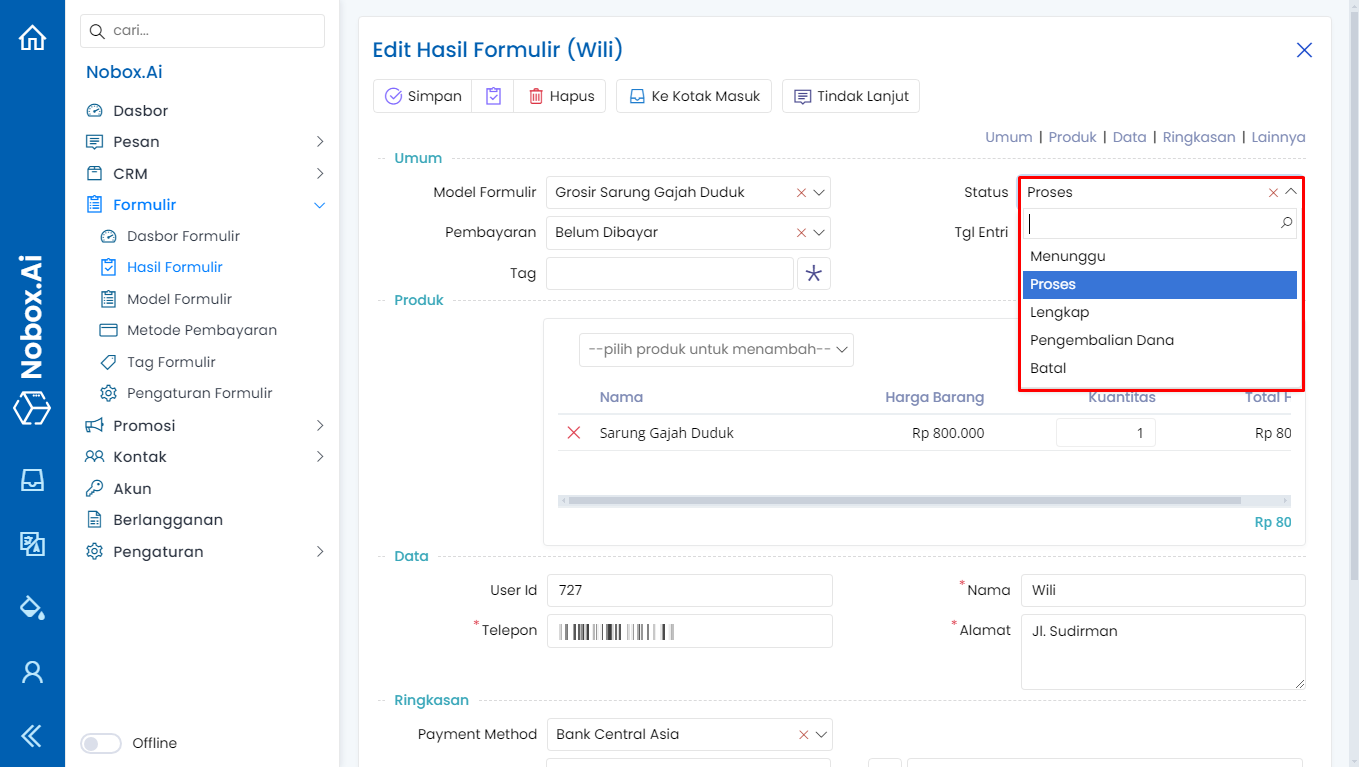 cari...
Nobox.Ai
Dasbor
Pesan
CRM
Formulir
Dasbor Formulir
Hasil Formulir
Model Formulir
Metode Pembayaran
Tag Formulir
Pengaturan Formulir
Promosi
Kontak
Akun
Berlangganan
Pengaturan
Offline
Nobox.Ai
Edit Hasil Formulir (Wili)
Simpan Hapus Ke Kotak Masuk Tindak Lanjut
Umum | Produk | Data | Ringkasan | Lainnya
Umum
Model Formulir Grosir Sarung Gajah Duduk
Status Proses
Pembayaran Belum Dibayar
Tgl Entri
Menunggu
Proses
Lengkap
Pengembalian Dana
Batal
Tag
Produk
--pilih produk untuk menambah--
Nama Harga Barang Kuantitas Total H
Sarung Gajah Duduk Rp 800.000 1 Rp 80
Rp 80
Data
User Id 727
*Nama Wili
*Telepon
*Alamat Jl. Sudirman
Ringkasan
Payment Method Bank Central Asia